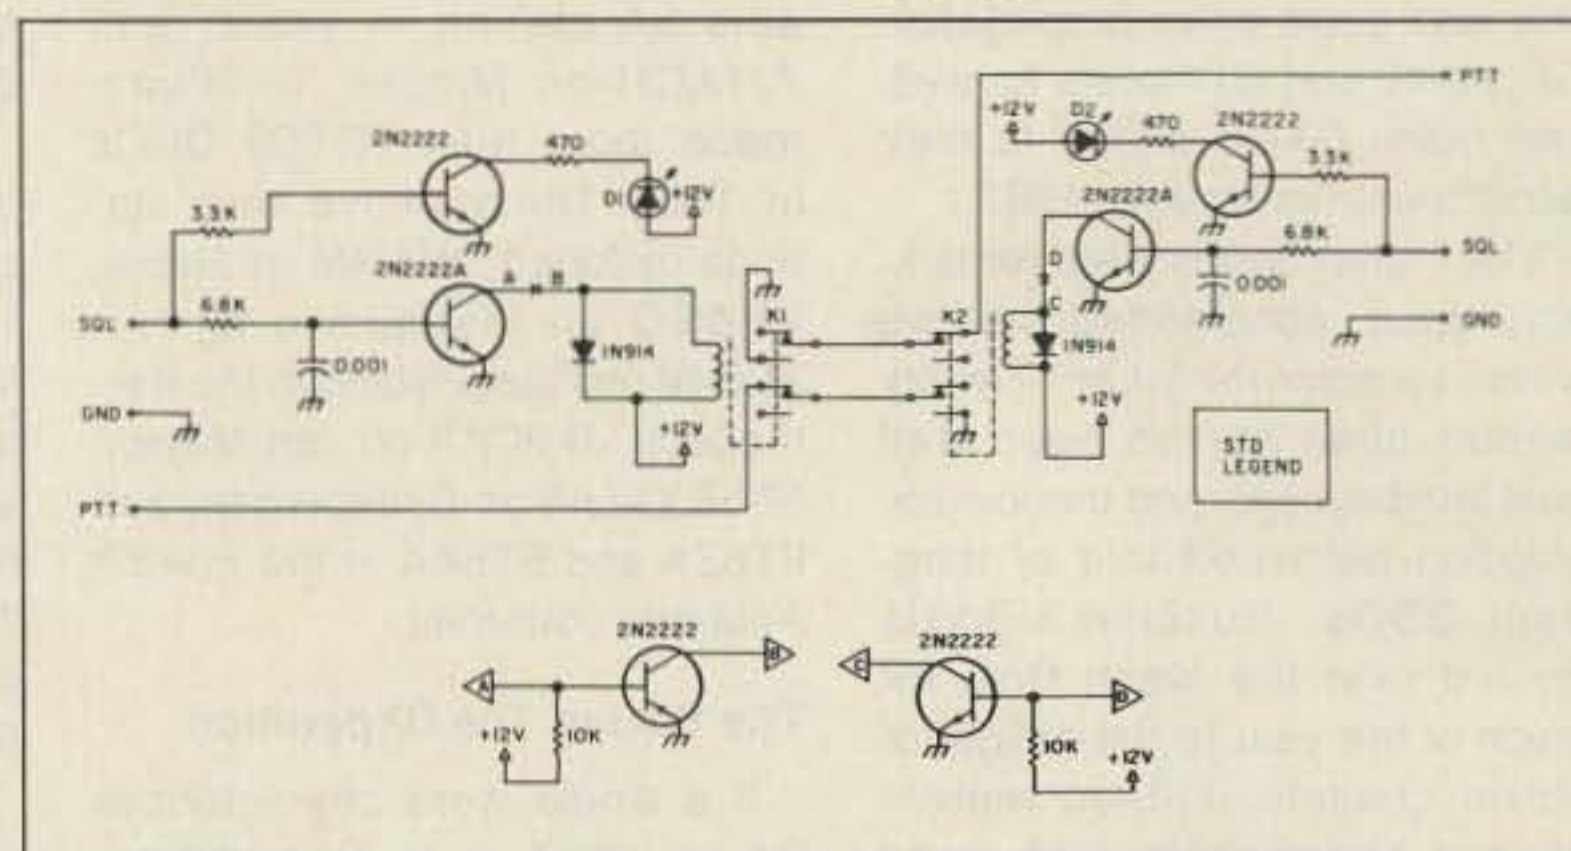 PTT
+12V
D2
470
2N2222
3.3K
2N2222A
6.8K
SQL
D
0.001
C
K2
GND
1N914
+12V
STD
LEGEND
2N2222
470
D1
+12V
3.3K
2N2222A
A
B
6.8K
SQL
K1
0.001
1N914
GND
+12V
PTT
2N2222
A
B
+12V
10K
2N2222
C
D
10K
+12V